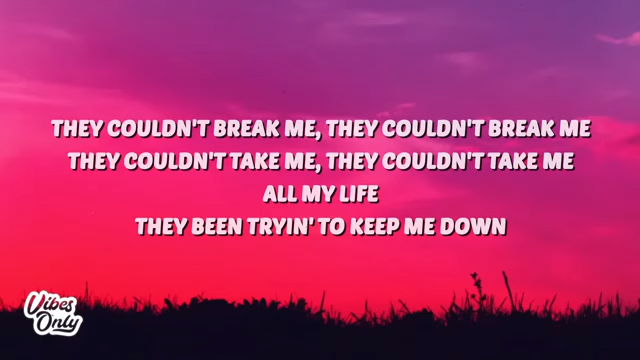 THEY COULDN'T BREAK ME, THEY COULDN'T BREAK ME
THEY COULDN'T TAKE ME, THEY COULDN'T TAKE ME
ALL MY LIFE
THEY BEEN TRYIN' TO KEEP ME DOWN
Vibes
Only